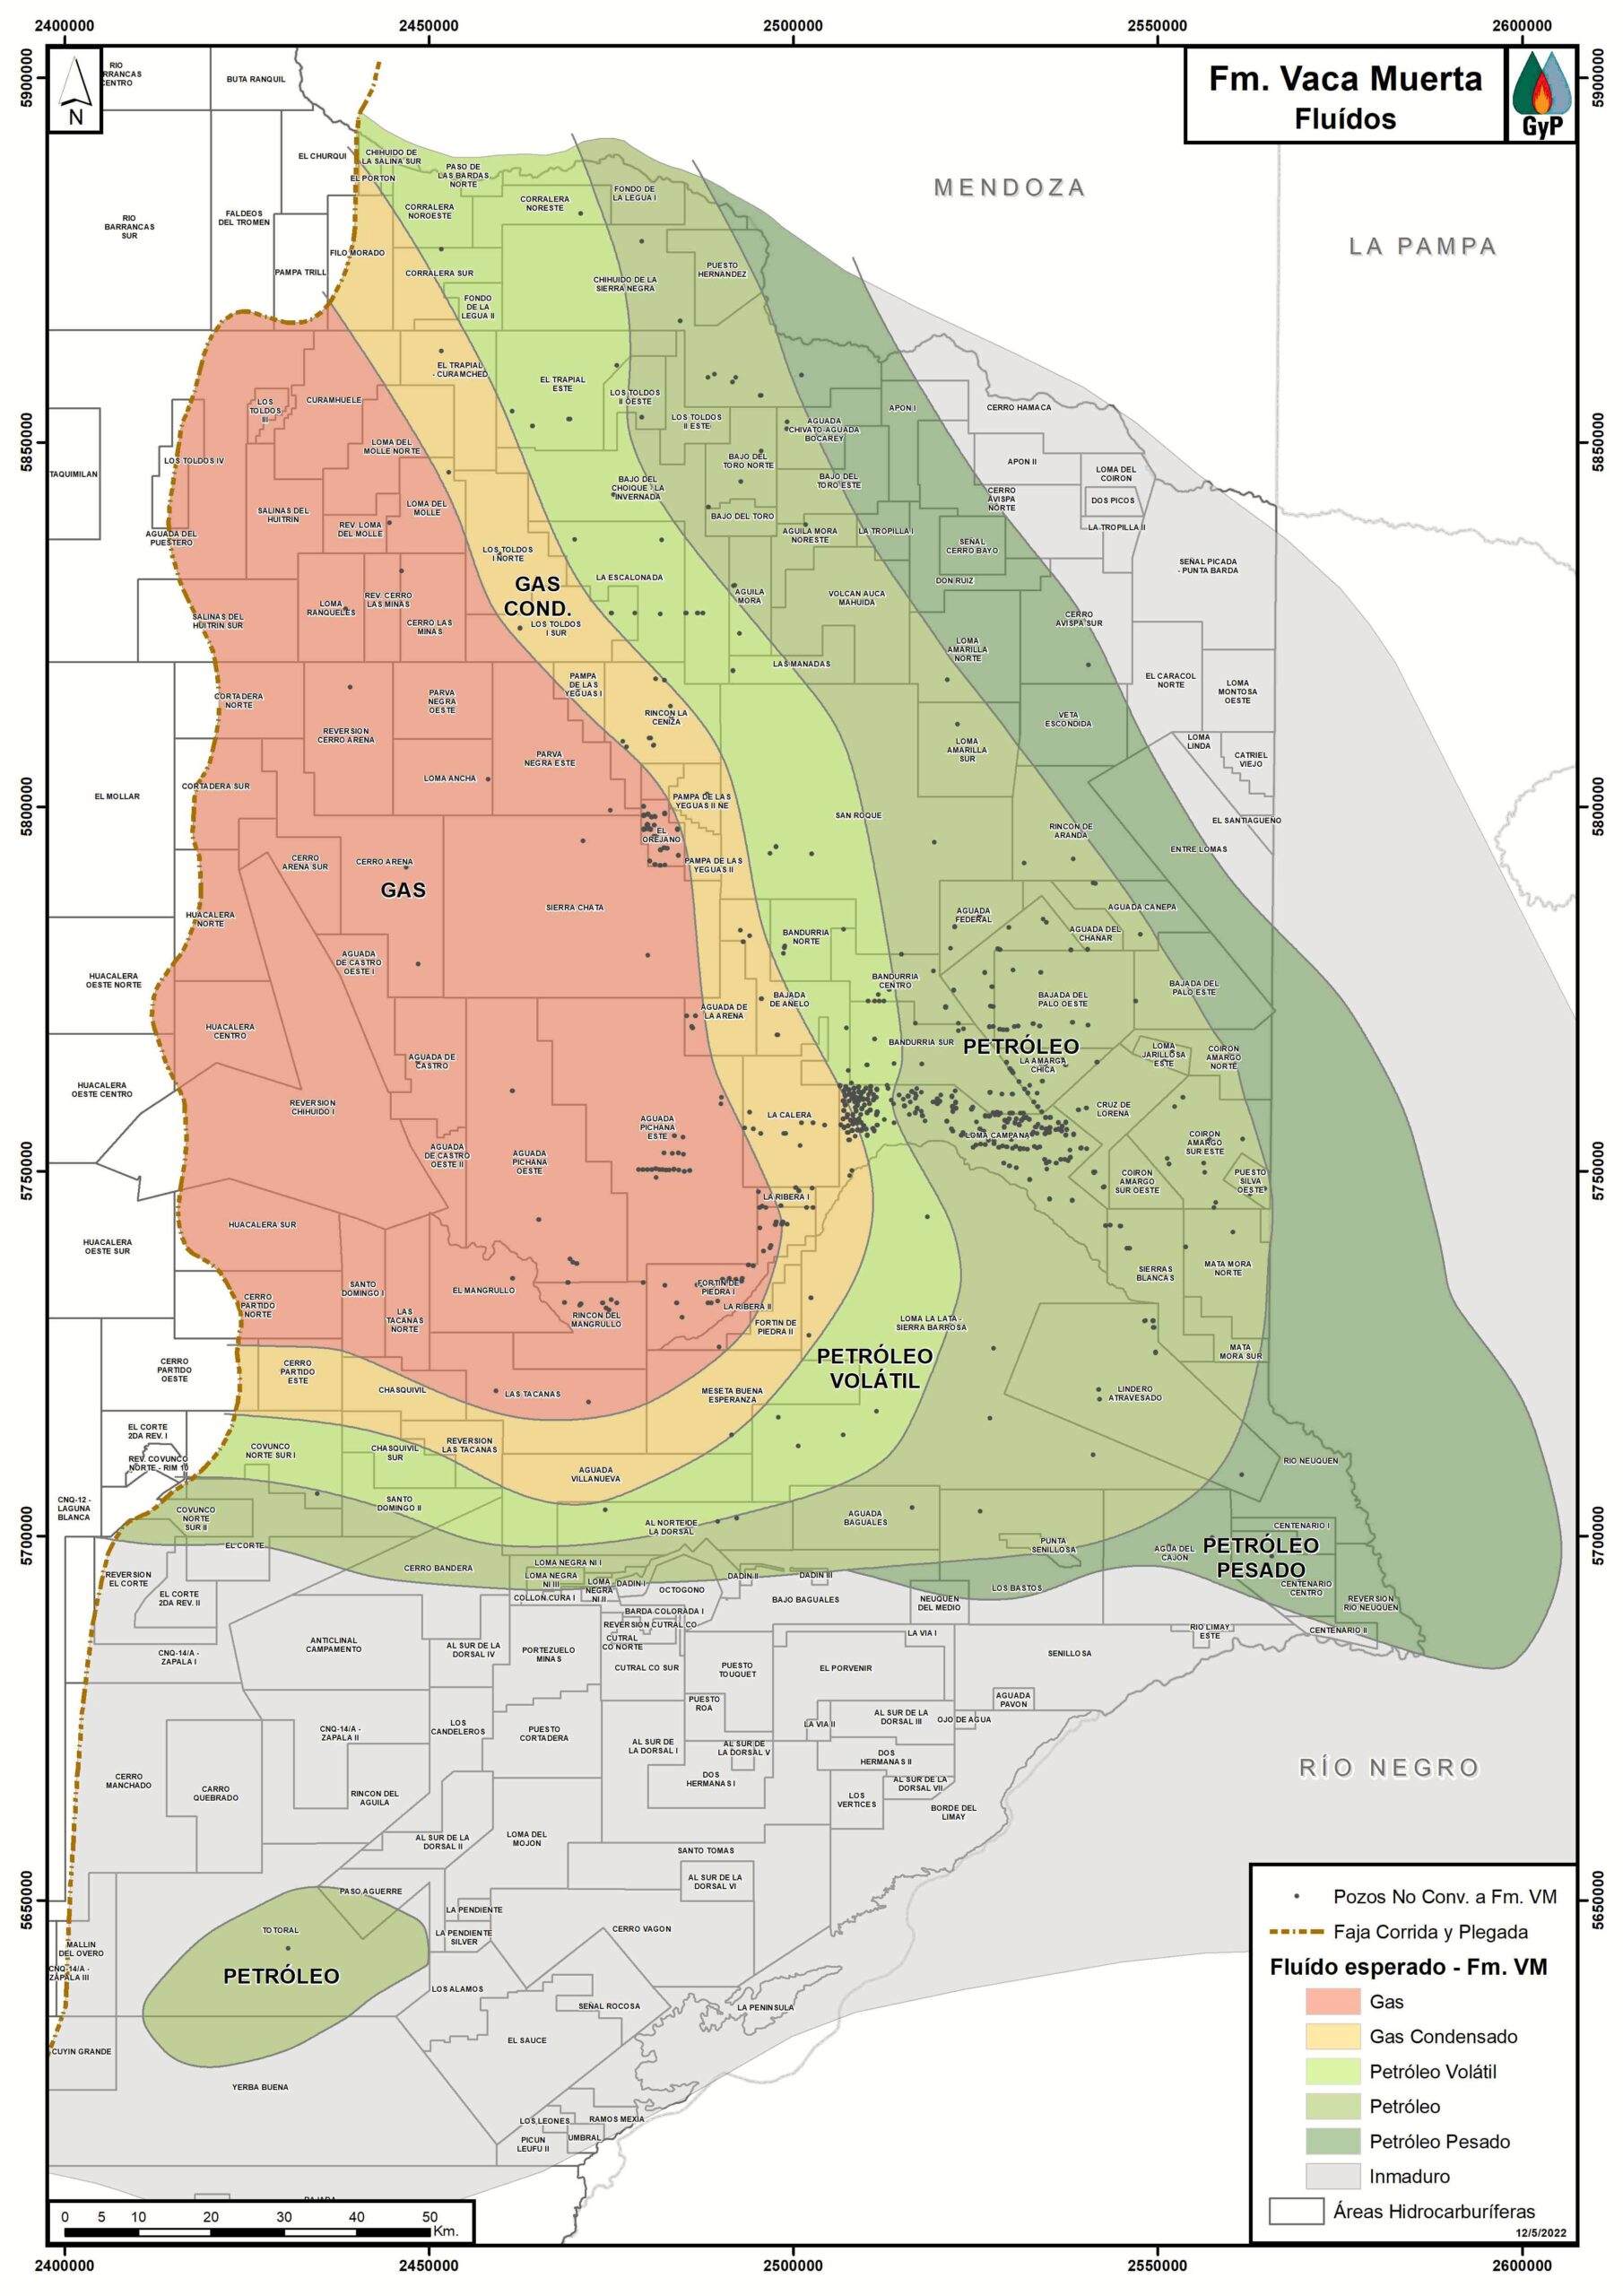 2400000
2450000
2500000
2550000
2600000
5900000
5850000
5800000
5750000
5700000
5650000
5900000
5850000
5800000
5750000
5700000
5650000
N
Fm. Vaca Muerta
Fluídos
GyP
MENDOZA
LA PAMPA
RÍO NEGRO
RIO
BUTA RANQUIL
EL CHURQUI
CHIHUIDO DE
LA SALINA SUR
EL PORTON
PASO DE
LAS BARDAS
NORTE
CORRALERA
NOROESTE
CORRALERA
NORESTE
FONDO DE
LA LEGUA I
RIO
BARRANCAS
SUR
FALDEOS
DEL TROMEN
FILO MORADO
PAMPA TRILL
CORRALERA SUR
FONDO
DE LA
LEGUA II
CHIHUIDO DE LA
SIERRA NEGRA
PUESTO
HERNANDEZ
EL TRAPIAL
- CURAMCHED
EL TRAPIAL
ESTE
LOS TOLDOS
II OESTE
LOS TOLDOS
II ESTE
AGUADA
CHIVATO-AGUADA
BOCAREY
APON I
CERRO HAMACA
LOS
TOLDOS
III
CURAMHUELE
LOMA DEL
MOLLE NORTE
LOS TOLDOS IV
TAQUIMILAN
BAJO DEL
TORO NORTE
BAJO DEL
CHOIQUE - LA
INVERNADA
BAJO DEL
TORO ESTE
APON II
LOMA DEL
COIRON
DOS PICOS
CERRO
AVISPA
NORTE
LA TROPILLA II
SALINAS DEL
HUITRIN
REV. LOMA
DEL MOLLE
LOMA DEL
MOLLE
BAJO DEL TORO
AGUILA MORA
NORESTE
LA TROPILLA I
SEÑAL
CERRO BAYO
AGUADA DEL
PUESTERO
LOS TOLDOS
I NORTE
GAS
COND.
LOS TOLDOS
I SUR
LA ESCALONADA
AGUILA
MORA
VOLCAN AUCA
MAHUIDA
DON RUIZ
SEÑAL PICADA
- PUNTA BARDA
SALINAS DEL
HUITRIN SUR
LOMA
RANQUELES
REV. CERRO
LAS MINAS
CERRO LAS
MINAS
CERRO
AVISPA SUR
LOMA
AMARILLA
NORTE
LAS MANADAS
CORTADERA
NORTE
PARVA
NEGRA
OESTE
PAMPA
DE LAS
YEGUAS I
RINCON LA
CENIZA
EL CARACOL
NORTE
LOMA
MONTOSA
OESTE
VETA
ESCONDIDA
REVERSION
CERRO ARENA
PARVA
NEGRA ESTE
LOMA
AMARILLA
SUR
LOMA
LINDA
CATRIEL
VIEJO
CORTADERA SUR
LOMA ANCHA
EL MOLLAR
PAMPA DE LAS
YEGUAS II NE
SAN ROQUE
RINCON DE
ARANDA
EL SANTIAGUENO
ENTRE LOMAS
EL
OREJANO
PAMPA DE LAS
YEGUAS II
CERRO
ARENA SUR
CERRO ARENA
GAS
SIERRA CHATA
HUACALERA
NORTE
AGUADA
FEDERAL
AGUADA CANEPA
AGUADA DEL
CHAÑAR
BANDURRIA
NORTE
AGUADA
DE CASTRO
OESTE I
HUACALERA
OESTE NORTE
BANDURRIA
CENTRO
BAJADA
DE AÑELO
AGUADA DE
LA ARENA
BAJADA DEL
PALO OESTE
BAJADA DEL
PALO ESTE
HUACALERA
CENTRO
BANDURRIA SUR
PETRÓLEO
LA AMARGA
CHICA
LOMA
JARILLOSA
ESTE
COIRON
AMARGO
NORTE
AGUADA DE
CASTRO
HUACALERA
OESTE CENTRO
REVERSION
CHIHUIDO I
AGUADA
PICHANA
ESTE
LA CALERA
CRUZ DE
LORENA
LOMA CAMPANA
COIRON
AMARGO
SUR ESTE
AGUADA
DE CASTRO
OESTE II
AGUADA
PICHANA
OESTE
COIRON
AMARGO
SUR OESTE
PUESTO
SILVA
OESTE
LA RIBERA I
HUACALERA SUR
HUACALERA
OESTE SUR
SIERRAS
BLANCAS
MATA MORA
NORTE
SANTO
DOMINGO I
EL MANGRULLO
FORTIN DE
PIEDRA I
CERRO
PARTIDO
NORTE
LAS
TACANAS
NORTE
RINCON DEL
MANGRULLO
LA RIBERA II
FORTIN DE
PIEDRA II
LOMA LA LATA -
SIERRA BARROSA
PETRÓLEO
VOLÁTIL
MATA
MORA SUR
CERRO
PARTIDO
OESTE
CERRO
PARTIDO
ESTE
CHASQUIVIL
LAS TACANAS
MESETA BUENA
ESPERANZA
LINDERO
ATRAVESADO
EL CORTE
2DA REV. I
REV. COVUNCO
NORTE - RIM 10
COVUNCO
NORTE SUR I
CHASQUIVIL
SUR
REVERSION
LAS TACANAS
AGUADA
VILLANUEVA
RIO NEUQUEN
CNQ-12 -
LAGUNA
BLANCA
COVUNCO
NORTE
SUR II
SANTO
DOMINGO II
AL NORTE DE
LA DORSAL
AGUADA
BAGUALES
CENTENARIO I
EL CORTE
PUNTA
SENILLOSA
AGUA DEL
CAJON
PETRÓLEO
PESADO
CENTENARIO
CENTRO
REVERSION
RIO NEUQUEN
CENTENARIO II
CERRO BANDERA
LOMA NEGRA NI I
LOMA NEGRA
NI III
LOMA
NEGRA
NI II
DADIN I
OCTOGONO
DADIN II
DADIN III
LOS BASTOS
REVERSION
EL CORTE
EL CORTE
2DA REV. II
COLLON CURA I
BARDA COLORADA I
BAJO BAGUALES
NEUQUEN
DEL MEDIO
REVERSION CUTRAL CO
CUTRAL
CO NORTE
LA VIA I
RIO LIMAY
ESTE
CNQ-14/A -
ZAPALA I
ANTICLINAL
CAMPAMENTO
AL SUR DE LA
DORSAL IV
PORTEZUELO
MINAS
CUTRAL CO SUR
PUESTO
TOUQUET
EL PORVENIR
SENILLOSA
PUESTO
ROA
AGUADA
PAVON
LOS
CANDELEROS
PUESTO
CORTADERA
LA VIA II
AL SUR DE LA
DORSAL III
OJO DE AGUA
CNQ-14/A -
ZAPALA II
AL SUR DE
LA DORSAL I
AL SUR DE
LA DORSAL V
DOS
HERMANAS II
DOS
HERMANAS I
CERRO
MANCHADO
CARRO
QUEBRADO
RINCON DEL
AGUILA
AL SUR DE LA
DORSAL VII
LOS
VERTICES
BORDE DEL
LIMAY
AL SUR DE LA
DORSAL II
LOMA DEL
MOJON
SANTO TOMAS
AL SUR DE LA
DORSAL VI
PASO AGUERRE
LA PENDIENTE
TOTORAL
LA PENDIENTE
SILVER
CERRO VAGON
MALLIN
DEL OVERO
CNQ-14/A -
ZAPALA III
PETRÓLEO
LOS ALAMOS
SEÑAL ROCOSA
LA PENINSULA
EL SAUCE
CUYIN GRANDE
YERBA BUENA
LOS LEONES
RAMOS MEXIA
PICUN
LEUFU II
UMBRAL
Pozos No Conv. a Fm. VM
Faja Corrida y Plegada
Fluído esperado - Fm. VM
Gas
Gas Condensado
Petróleo Volátil
Petróleo
Petróleo Pesado
Inmaduro
Áreas Hidrocarburíferas
12/5/2022
0 5 10 20 30 40 50
Km.
2400000
2450000
2500000
2550000
2600000